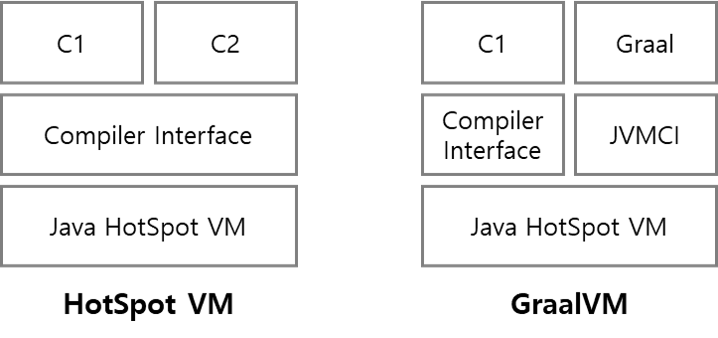 C1 C2
Compiler Interface
Java HotSpot VM
HotSpot VM
C1 Graal
Compiler
Interface
JVMCI
Java HotSpot VM
GraalVM